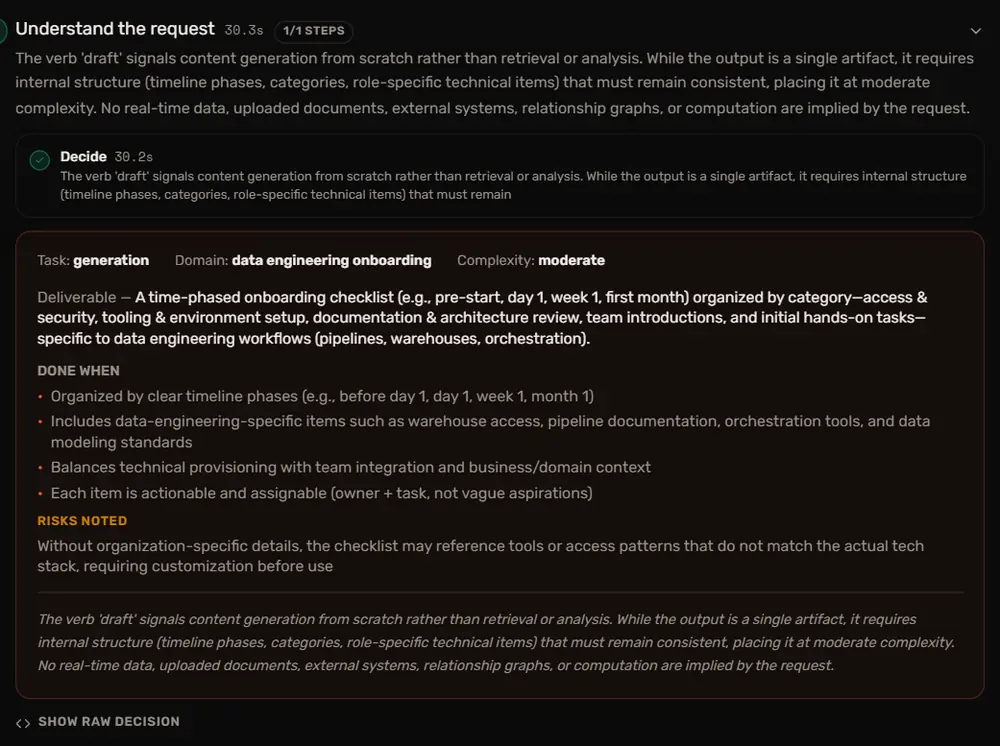 Understand the request 30.3s 1/1 STEPS
The verb 'draft' signals content generation from scratch rather than retrieval or analysis. While the output is a single artifact, it requires
internal structure (timeline phases, categories, role-specific technical items) that must remain consistent, placing it at moderate
complexity. No real-time data, uploaded documents, external systems, relationship graphs, or computation are implied by the request.
Decide 30.2s
The verb 'draft' signals content generation from scratch rather than retrieval or analysis. While the output is a single artifact, it requires internal structure
(timeline phases, categories, role-specific technical items) that must remain
Task: generation Domain: data engineering onboarding Complexity: moderate
Deliverable — A time-phased onboarding checklist (e.g., pre-start, day 1, week 1, first month) organized by category—access &
security, tooling & environment setup, documentation & architecture review, team introductions, and initial hands-on tasks—
specific to data engineering workflows (pipelines, warehouses, orchestration).
DONE WHEN
• Organized by clear timeline phases (e.g., before day 1, day 1, week 1, month 1)
• Includes data-engineering-specific items such as warehouse access, pipeline documentation, orchestration tools, and data
modeling standards
• Balances technical provisioning with team integration and business/domain context
• Each item is actionable and assignable (owner + task, not vague aspirations)
RISKS NOTED
Without organization-specific details, the checklist may reference tools or access patterns that do not match the actual tech
stack, requiring customization before use
The verb 'draft' signals content generation from scratch rather than retrieval or analysis. While the output is a single artifact, it requires
internal structure (timeline phases, categories, role-specific technical items) that must remain consistent, placing it at moderate complexity.
No real-time data, uploaded documents, external systems, relationship graphs, or computation are implied by the request.
<> SHOW RAW DECISION